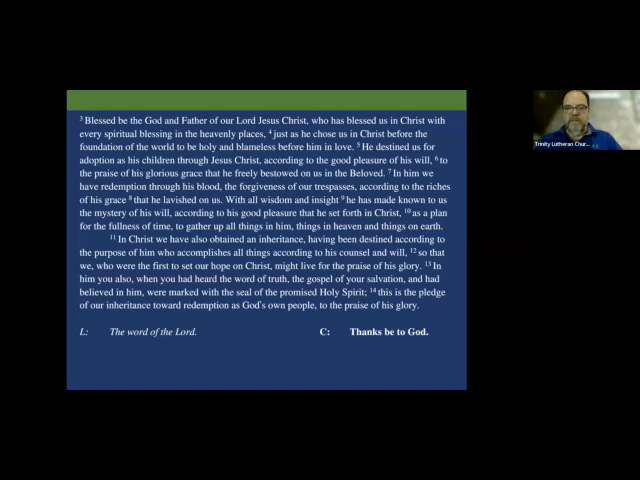 ³ Blessed be the God and Father of our Lord Jesus Christ, who has blessed us in Christ with
every spiritual blessing in the heavenly places, ⁴ just as he chose us in Christ before the
foundation of the world to be holy and blameless before him in love. ⁵ He destined us for
adoption as his children through Jesus Christ, according to the good pleasure of his will, ⁶ to
the praise of his glorious grace that he freely bestowed on us in the Beloved. ⁷ In him we
have redemption through his blood, the forgiveness of our trespasses, according to the riches
of his grace ⁸ that he lavished on us. With all wisdom and insight ⁹ he has made known to us
the mystery of his will, according to his good pleasure that he set forth in Christ, ¹⁰ as a plan
for the fullness of time, to gather up all things in him, things in heaven and things on earth.
¹¹ In Christ we have also obtained an inheritance, having been destined according to
the purpose of him who accomplishes all things according to his counsel and will, ¹² so that
we, who were the first to set our hope on Christ, might live for the praise of his glory. ¹³ In
him you also, when you had heard the word of truth, the gospel of your salvation, and had
believed in him, were marked with the seal of the promised Holy Spirit; ¹⁴ this is the pledge
of our inheritance toward redemption as God's own people, to the praise of his glory.
L: The word of the Lord. C: Thanks be to God.
Trinity Lutheran Chur...